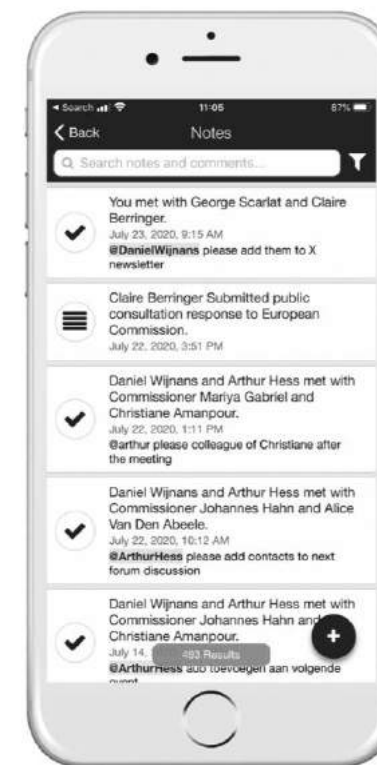 Search
11:05
87%
Back
Notes
Search notes and comments...
You met with George Scarlat and Claire
Berringer.
July 23, 2020, 9:15 AM
@DanielWijnans please add them to X
newsletter
Claire Berringer Submitted public
consultation response to European
Commission.
July 22, 2020, 3:51 PM
Daniel Wijnans and Arthur Hess met with
Commissioner Mariya Gabriel and
Christiane Amanpour.
July 22, 2020, 1:11 PM
@arthur please colleague of Christiane after
the meeting
Daniel Wijnans and Arthur Hess met with
Commissioner Johannes Hahn and Alice
Van Den Abeele.
July 22, 2020, 10:12 AM
@ArthurHess please add contacts to next
forum discussion
Daniel Wijnans and Arthur Hess met with
Commissioner Johannes Hahn and
Christiane Amanpour.
July 14,
493 Results
@ArthurHess aub toevoegen aan volgende
event